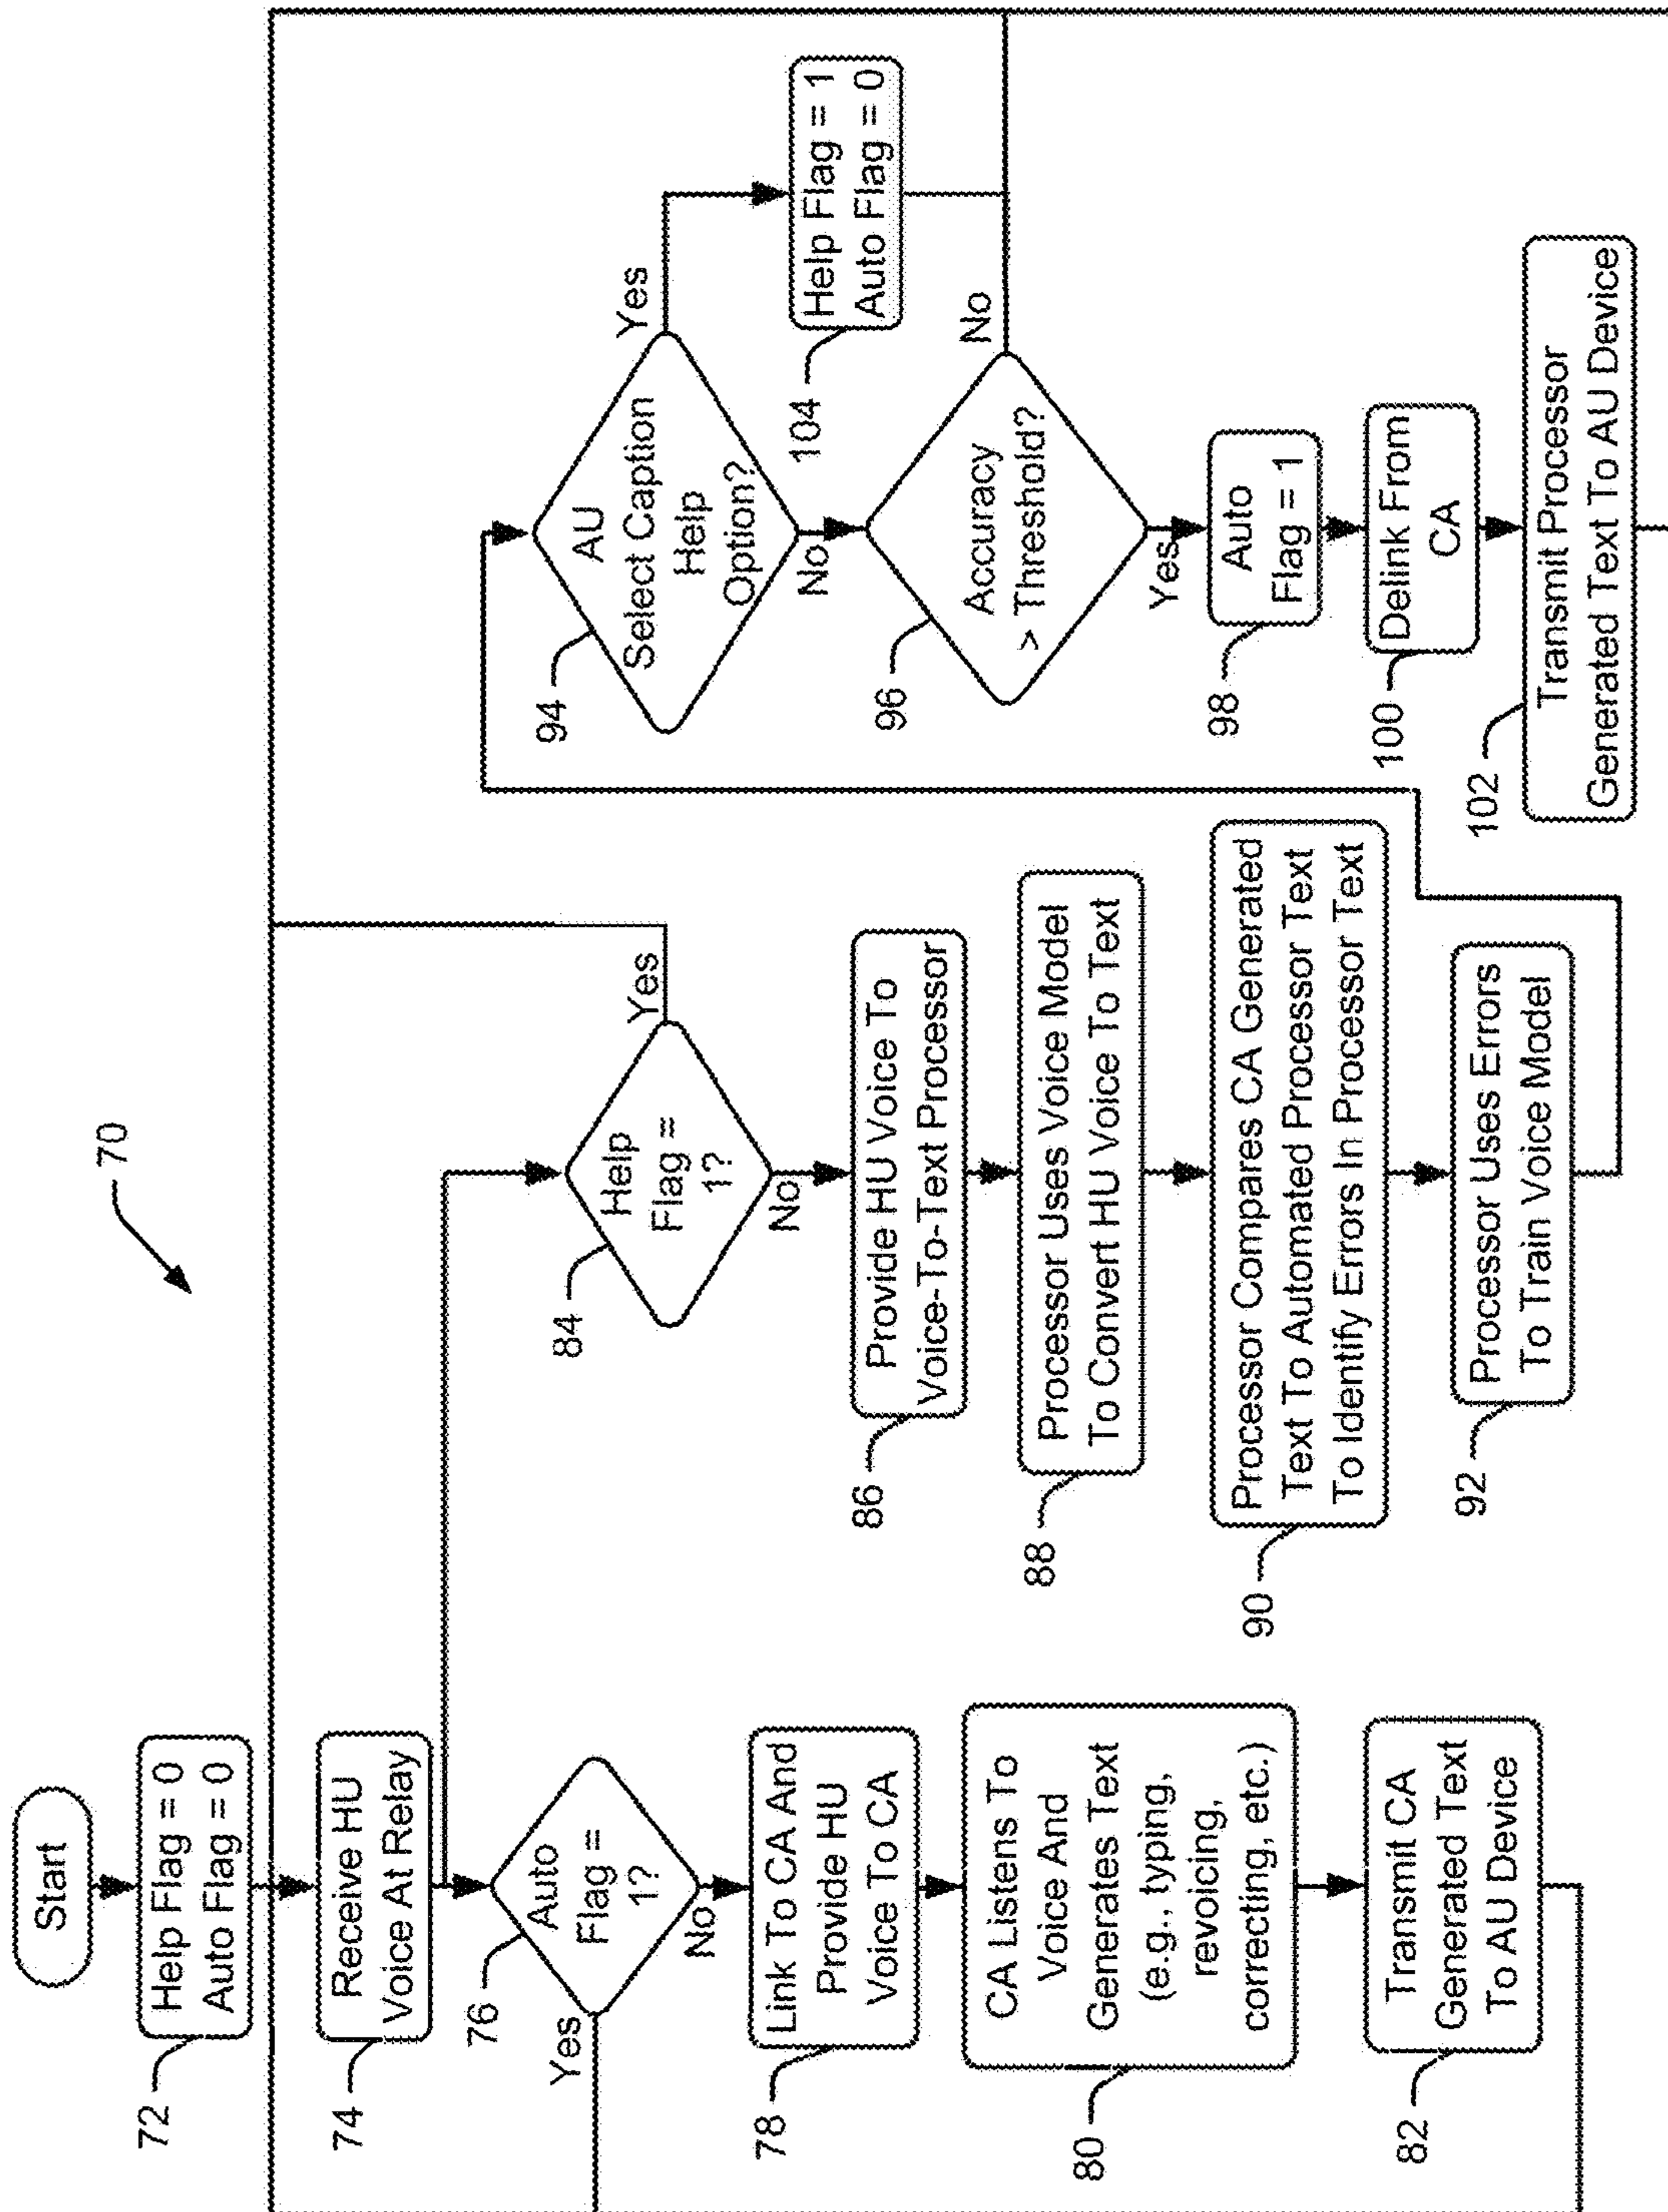 70
Start
72
Help Flag = 0
Auto Flag = 0
74
Receive HU
Voice At Relay
76
Auto
Flag =
1?
Yes
No
78
Link To CA And
Provide HU
Voice To CA
80
CA Listens To
Voice And
Generates Text
(e.g., typing,
revoicing,
correcting, etc.)
82
Transmit CA
Generated Text
To AU Device
84
Help
Flag =
1?
Yes
No
86
Provide HU Voice To
Voice-To-Text Processor
88
Processor Uses Voice Model
To Convert HU Voice To Text
90
Processor Compares CA Generated
Text To Automated Processor Text
To Identify Errors In Processor Text
92
Processor Uses Errors
To Train Voice Model
94
AU
Select Caption
Help
Option?
Yes
No
104
Help Flag = 1
Auto Flag = 0
96
Accuracy
> Threshold?
No
Yes
98
Auto
Flag = 1
100
Delink From
CA
102
Transmit Processor
Generated Text To AU Device